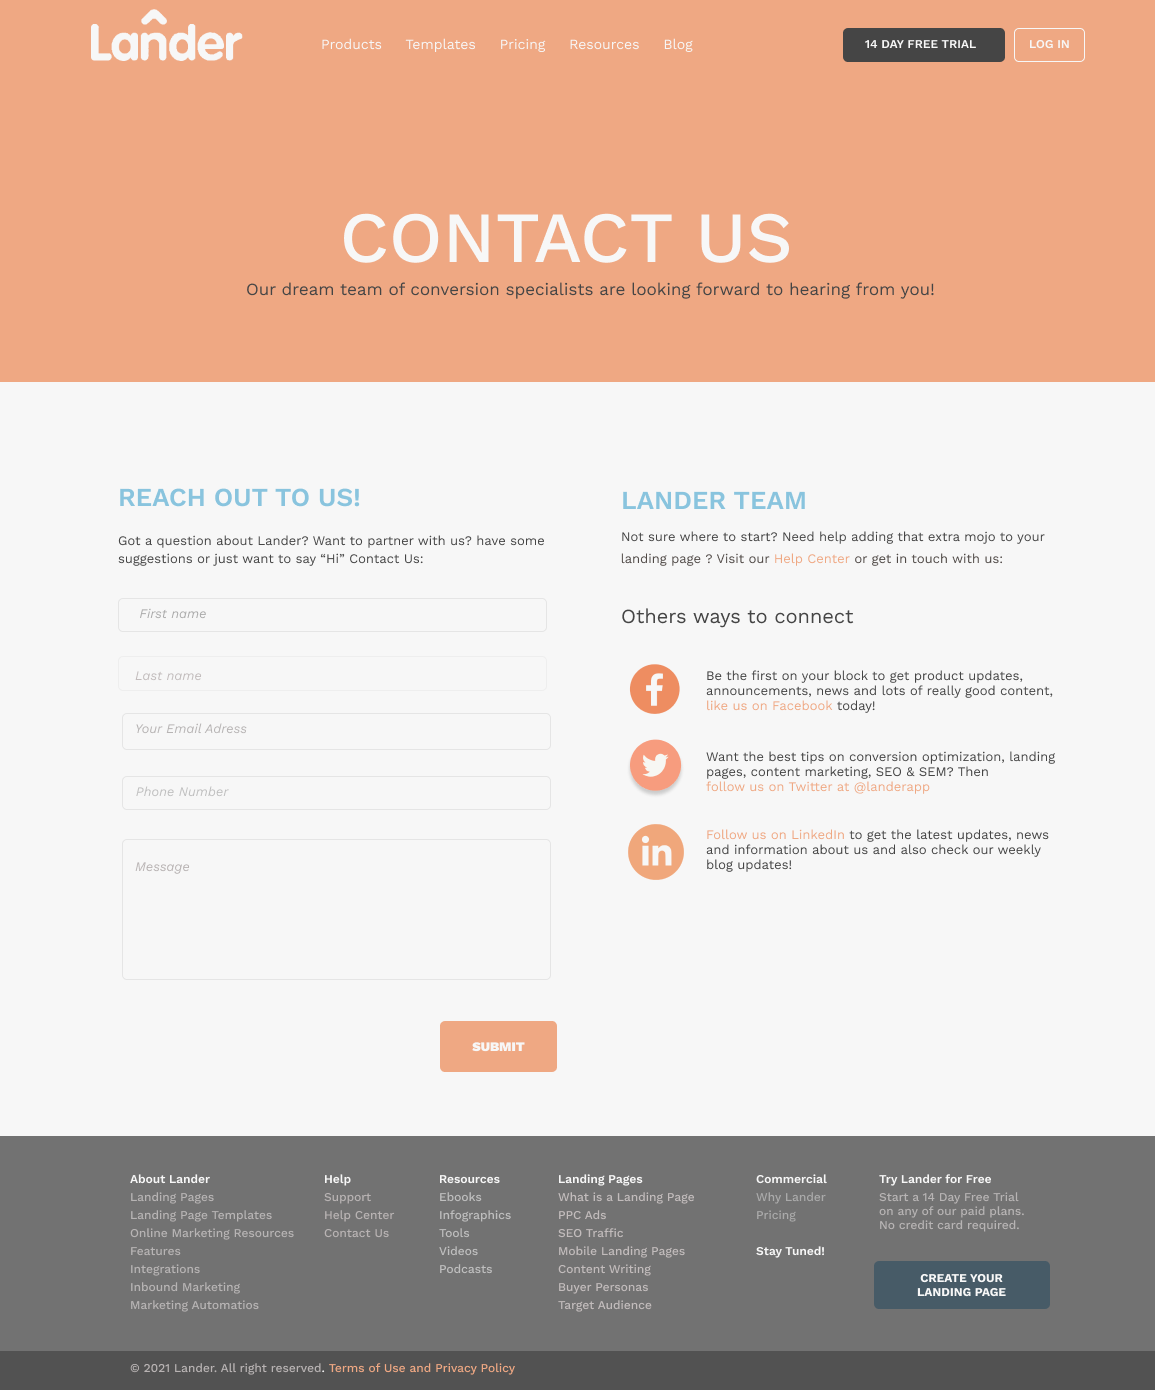 Lander
Products Templates Pricing Resources Blog
14 DAY FREE TRIAL
LOG IN
CONTACT US
Our dream team of conversion specialists are looking forward to hearing from you!
REACH OUT TO US!
Got a question about Lander? Want to partner with us? have some
suggestions or just want to say “Hi” Contact Us:
First name
Last name
Your Email Adress
Phone Number
Message
SUBMIT
LANDER TEAM
Not sure where to start? Need help adding that extra mojo to your
landing page ? Visit our Help Center or get in touch with us:
Others ways to connect
Be the first on your block to get product updates,
announcements, news and lots of really good content,
like us on Facebook today!
Want the best tips on conversion optimization, landing
pages, content marketing, SEO & SEM? Then
follow us on Twitter at @landerapp
in
Follow us on LinkedIn to get the latest updates, news
and information about us and also check our weekly
blog updates!
About Lander
Landing Pages
Landing Page Templates
Online Marketing Resources
Features
Integrations
Inbound Marketing
Marketing Automatios
Help
Support
Help Center
Contact Us
Resources
Ebooks
Infographics
Tools
Videos
Podcasts
Landing Pages
What is a Landing Page
PPC Ads
SEO Traffic
Mobile Landing Pages
Content Writing
Buyer Personas
Target Audience
Commercial
Why Lander
Pricing
Stay Tuned!
Try Lander for Free
Start a 14 Day Free Trial
on any of our paid plans.
No credit card required.
CREATE YOUR
LANDING PAGE
© 2021 Lander. All right reserved. Terms of Use and Privacy Policy